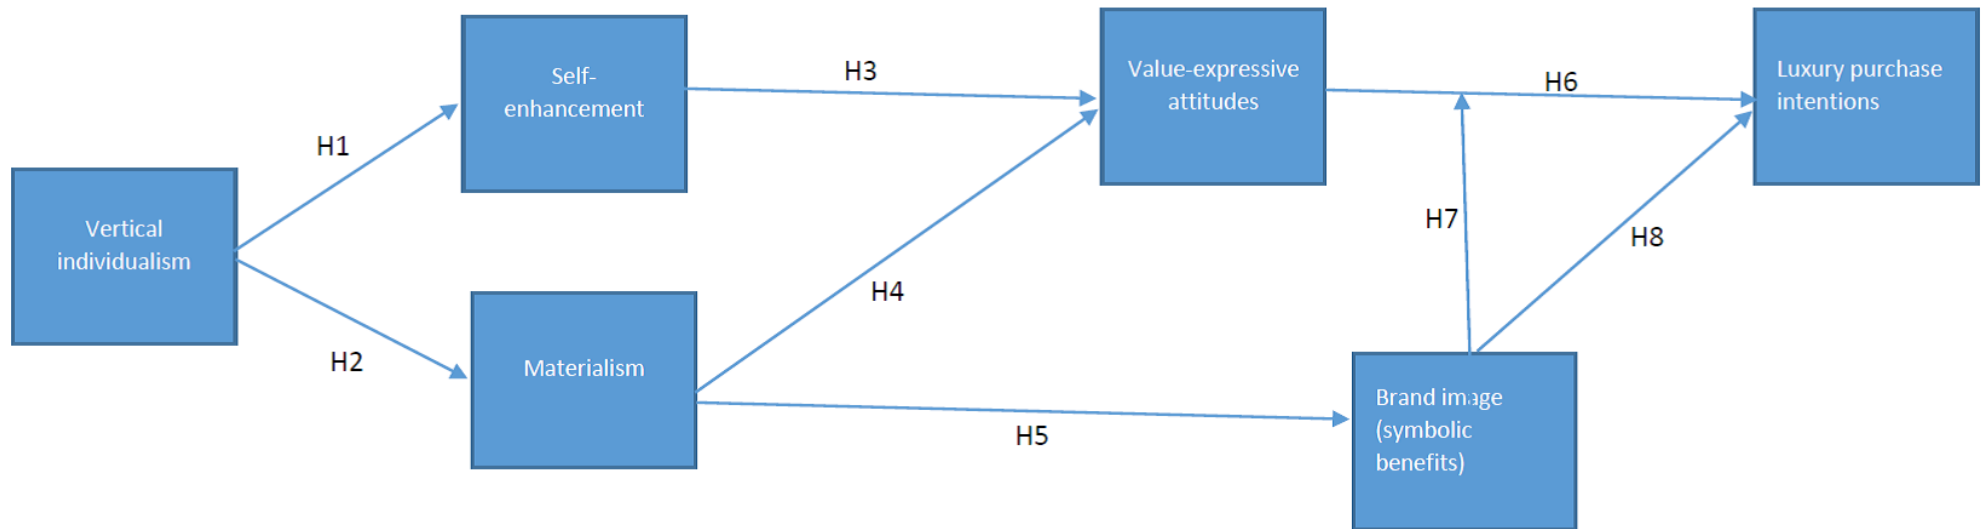 Self-
enhancement
H3
Value-expressive
attitudes
H6
Luxury purchase
intentions
H1
Vertical
individualism
H7
H8
H4
H2
Materialism
H5
Brand image
(symbolic
benefits)